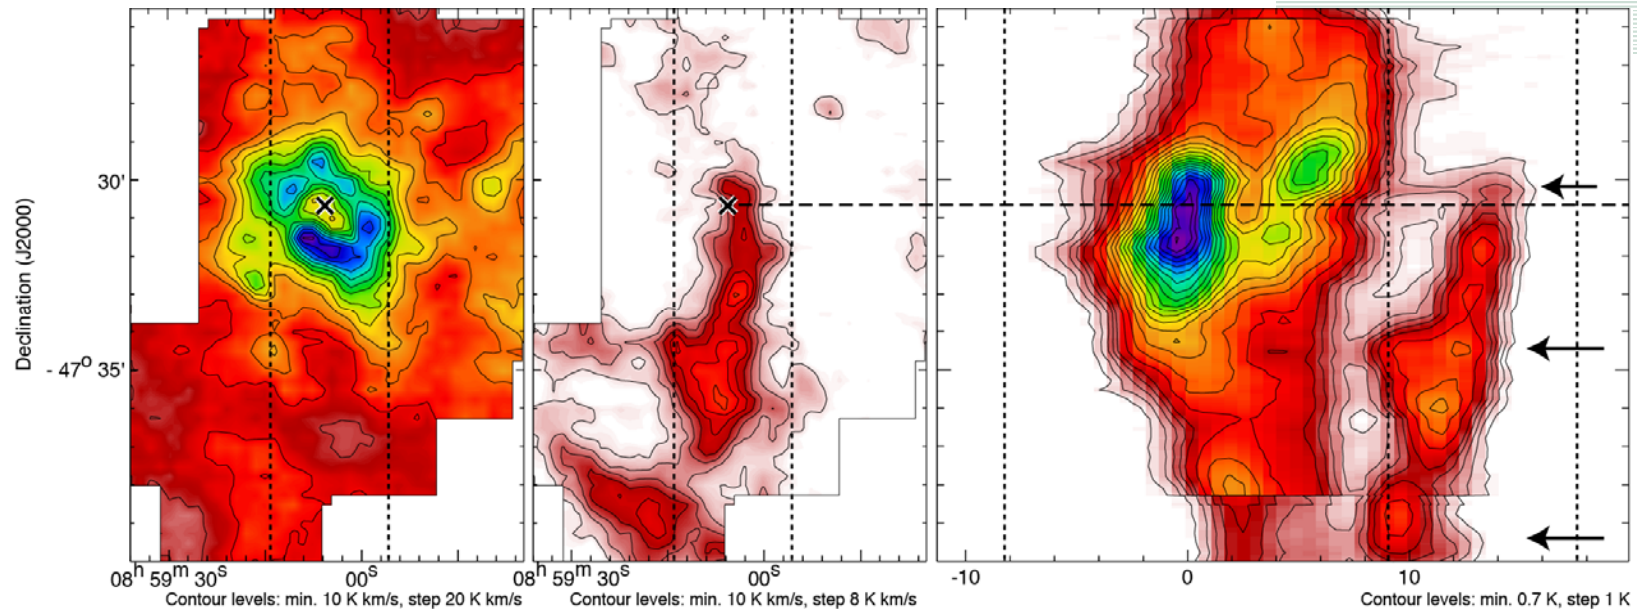 Declination (J2000)
30'
- 47º 35'
08ʰ 59ᵐ 30ˢ 00ˢ 08
08ʰ 59ᵐ 30ˢ 00ˢ
-10 0 10
Contour levels: min. 10 K km/s, step 20 K km/s
Contour levels: min. 10 K km/s, step 8 K km/s
Contour levels: min. 0.7 K, step 1 K